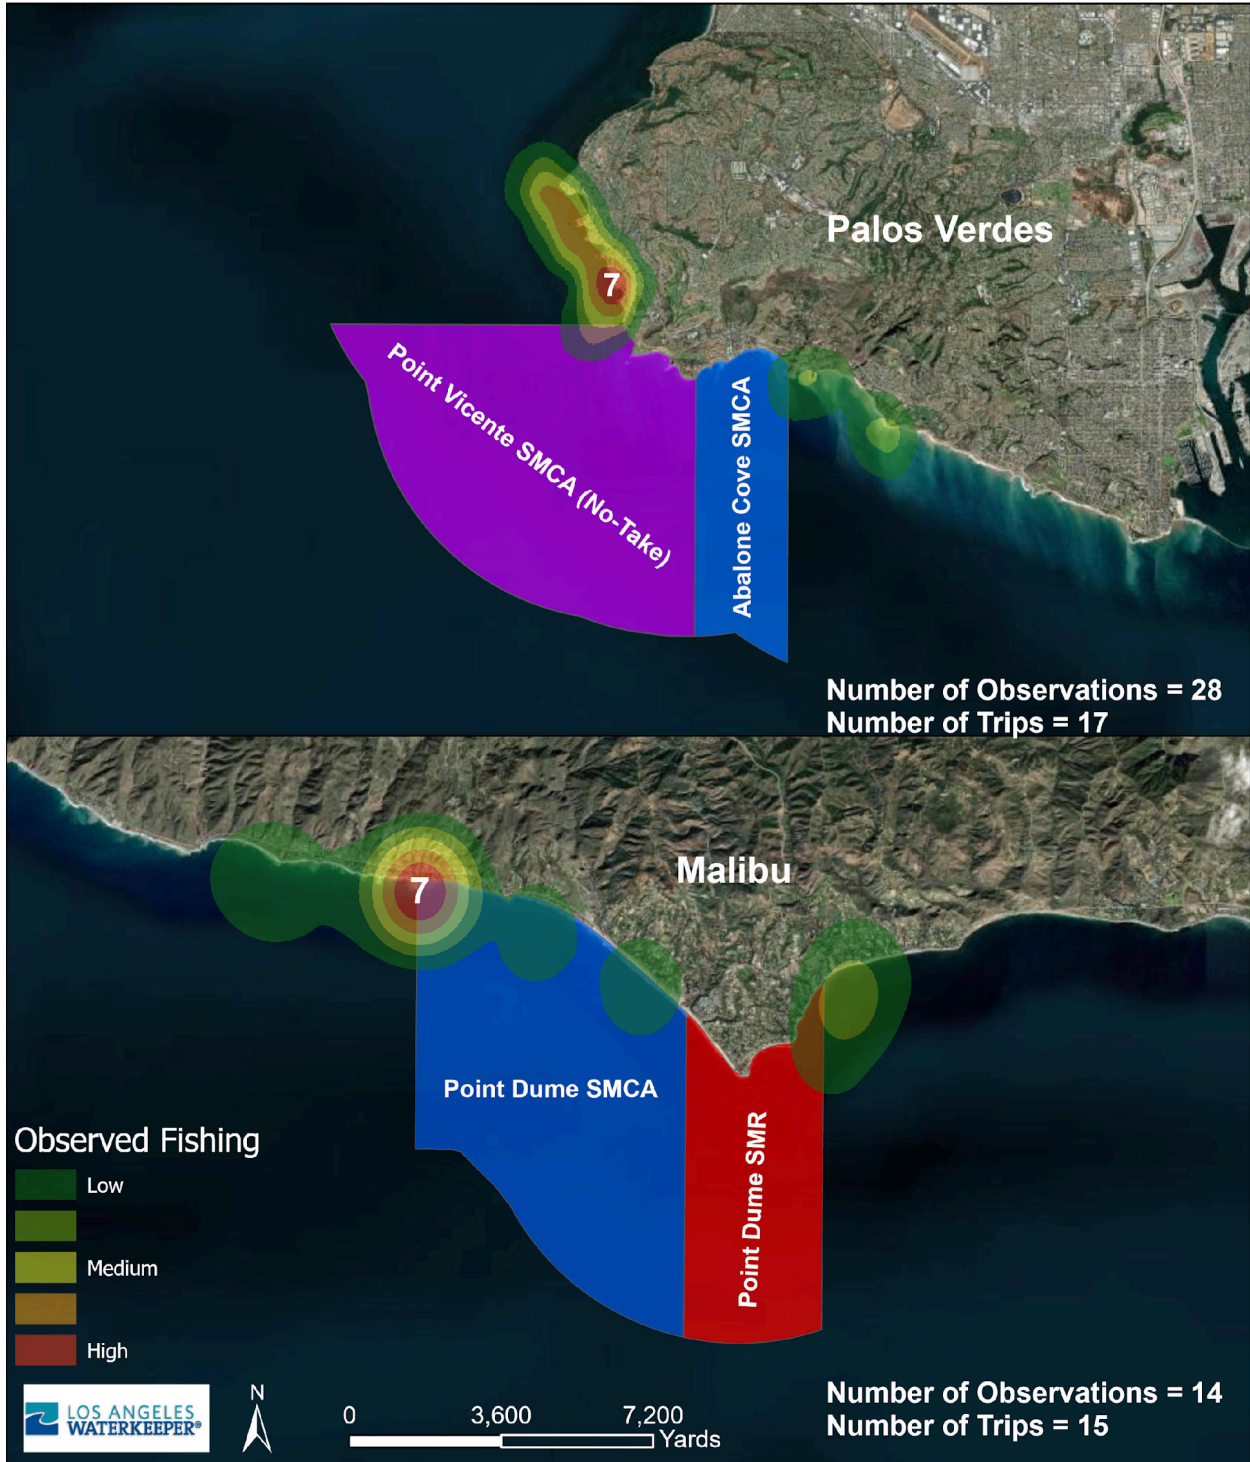 Palos Verdes
7
Point Vicente SMCA (No-Take)
Abalone Cove SMCA
Number of Observations = 28
Number of Trips = 17
Malibu
7
Point Dume SMCA
Point Dume SMR
Observed Fishing
Low
Medium
High
LOS ANGELES
WATERKEEPER®
N
0 3,600 7,200
Yards
Number of Observations = 14
Number of Trips = 15